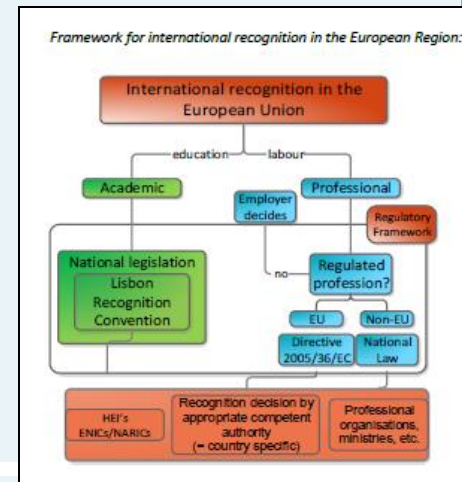 Framework for international recognition in the European Region:
International recognition in the
European Union
education
labour
Academic
Employer
decides
Professional
Regulatory
Framework
National legislation
Lisbon
Recognition
Convention
no
Regulated
profession?
EU
Non-EU
Directive
2005/36/EC
National
Law
HEI's
ENICs/NARICs
Recognition decision by
appropriate competent
authority
(= country specific)
Professional
organisations,
ministries, etc.